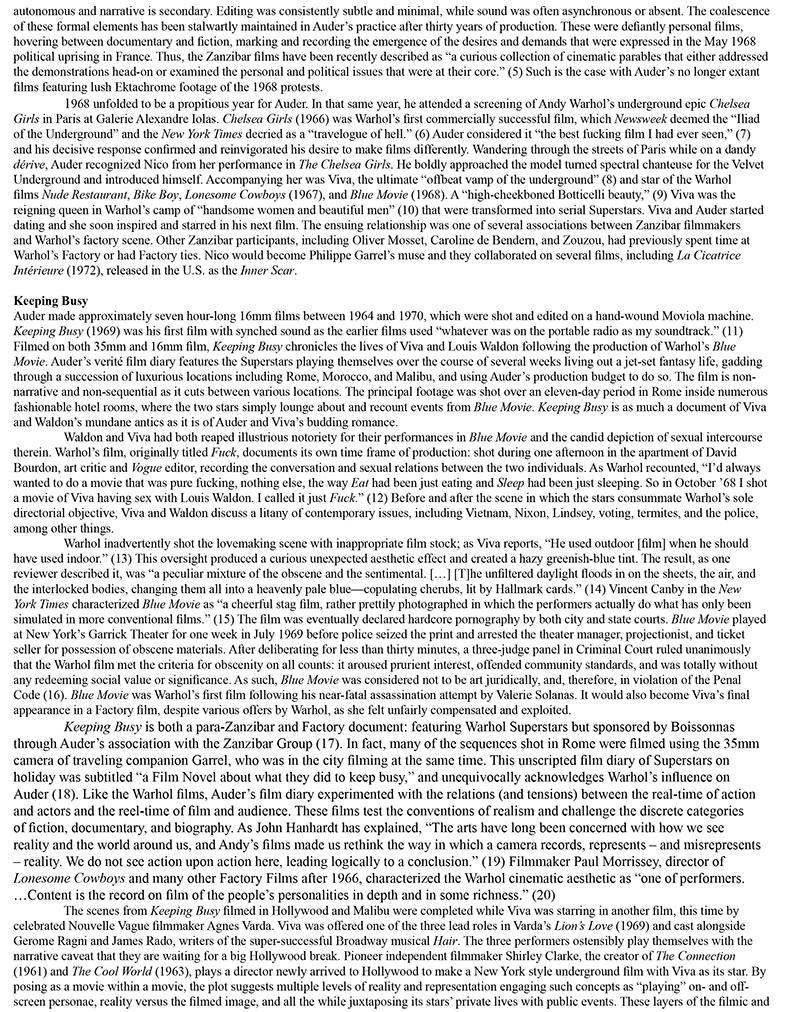 autonomous and narrative is secondary. Editing was consistently subtle and minimal, while sound was often asynchronous or absent. The coalescence
of these formal elements has been stalwartly maintained in Auder's practice after thirty years of production. These were defiantly personal films,
hovering between documentary and fiction, marking and recording the emergence of the desires and demands that were expressed in the May 1968
political uprising in France. Thus, the Zanzibar films have been recently described as “a curious collection of cinematic parables that either addressed
the demonstrations head-on or examined the personal and political issues that were at their core.” (5) Such is the case with Auder's no longer extant
films featuring lush Ektachrome footage of the 1968 protests.
1968 unfolded to be a propitious year for Auder. In that same year, he attended a screening of Andy Warhol's underground epic Chelsea
Girls in Paris at Galerie Alexandre Iolas. Chelsea Girls (1966) was Warhol's first commercially successful film, which Newsweek deemed the “Iliad
of the Underground” and the New York Times decried as a “travelogue of hell.” (6) Auder considered it “the best fucking film I had ever seen,” (7)
and his decisive response confirmed and reinvigorated his desire to make films differently. Wandering through the streets of Paris while on a dandy
dérive, Auder recognized Nico from her performance in The Chelsea Girls. He boldly approached the model turned spectral chanteuse for the Velvet
Underground and introduced himself. Accompanying her was Viva, the ultimate “offbeat vamp of the underground” (8) and star of the Warhol
films Nude Restaurant, Bike Boy, Lonesome Cowboys (1967), and Blue Movie (1968). A “high-cheekboned Botticelli beauty,” (9) Viva was the
reigning queen in Warhol's camp of “handsome women and beautiful men” (10) that were transformed into serial Superstars. Viva and Auder started
dating and she soon inspired and starred in his next film. The ensuing relationship was one of several associations between Zanzibar filmmakers
and Warhol's factory scene. Other Zanzibar participants, including Oliver Mosset, Caroline de Bendern, and Zouzou, had previously spent time at
Warhol's Factory or had Factory ties. Nico would become Philippe Garrel's muse and they collaborated on several films, including La Cicatrice
Intérieure (1972), released in the U.S. as the Inner Scar.
Keeping Busy
Auder made approximately seven hour-long 16mm films between 1964 and 1970, which were shot and edited on a hand-wound Moviola machine.
Keeping Busy (1969) was his first film with synched sound as the earlier films used “whatever was on the portable radio as my soundtrack.” (11)
Filmed on both 35mm and 16mm film, Keeping Busy chronicles the lives of Viva and Louis Waldon following the production of Warhol's Blue
Movie. Auder's verité film diary features the Superstars playing themselves over the course of several weeks living out a jet-set fantasy life, gadding
through a succession of luxurious locations including Rome, Morocco, and Malibu, and using Auder's production budget to do so. The film is non-
narrative and non-sequential as it cuts between various locations. The principal footage was shot over an eleven-day period in Rome inside numerous
fashionable hotel rooms, where the two stars simply lounge about and recount events from Blue Movie. Keeping Busy is as much a document of Viva
and Waldon's mundane antics as it is of Auder and Viva's budding romance.
Waldon and Viva had both reaped illustrious notoriety for their performances in Blue Movie and the candid depiction of sexual intercourse
therein. Warhol's film, originally titled Fuck, documents its own time frame of production: shot during one afternoon in the apartment of David
Bourdon, art critic and Vogue editor, recording the conversation and sexual relations between the two individuals. As Warhol recounted, “I'd always
wanted to do a movie that was pure fucking, nothing else, the way Eat had been just eating and Sleep had been just sleeping. So in October '68 I shot
a movie of Viva having sex with Louis Waldon. I called it just Fuck.” (12) Before and after the scene in which the stars consummate Warhol's sole
directorial objective, Viva and Waldon discuss a litany of contemporary issues, including Vietnam, Nixon, Lindsey, voting, termites, and the police,
among other things.
Warhol inadvertently shot the lovemaking scene with inappropriate film stock; as Viva reports, “He used outdoor [film] when he should
have used indoor.” (13) This oversight produced a curious unexpected aesthetic effect and created a hazy greenish-blue tint. The result, as one
reviewer described it, was “a peculiar mixture of the obscene and the sentimental. […] [T]he unfiltered daylight floods in on the sheets, the air, and
the interlocked bodies, changing them all into a heavenly pale blue—copulating cherubs, lit by Hallmark cards.” (14) Vincent Canby in the New
York Times characterized Blue Movie as “a cheerful stag film, rather prettily photographed in which the performers actually do what has only been
simulated in more conventional films.” (15) The film was eventually declared hardcore pornography by both city and state courts. Blue Movie played
at New York's Garrick Theater for one week in July 1969 before police seized the print and arrested the theater manager, projectionist, and ticket
seller for possession of obscene materials. After deliberating for less than thirty minutes, a three-judge panel in Criminal Court ruled unanimously
that the Warhol film met the criteria for obscenity on all counts: it aroused prurient interest, offended community standards, and was totally without
any redeeming social value or significance. As such, Blue Movie was considered not to be art juridically, and, therefore, in violation of the Penal
Code (16). Blue Movie was Warhol's first film following his near-fatal assassination attempt by Valerie Solanas. It would also become Viva's final
appearance in a Factory film, despite various offers by Warhol, as she felt unfairly compensated and exploited.
Keeping Busy is both a para-Zanzibar and Factory document: featuring Warhol Superstars but sponsored by Boissonnas
through Auder's association with the Zanzibar Group (17). In fact, many of the sequences shot in Rome were filmed using the 35mm
camera of traveling companion Garrel, who was in the city filming at the same time. This unscripted film diary of Superstars on
holiday was subtitled “a Film Novel about what they did to keep busy,” and unequivocally acknowledges Warhol's influence on
Auder (18). Like the Warhol films, Auder's film diary experimented with the relations (and tensions) between the real-time of action
and actors and the reel-time of film and audience. These films test the conventions of realism and challenge the discrete categories
of fiction, documentary, and biography. As John Hanhardt has explained, “The arts have long been concerned with how we see
reality and the world around us, and Andy's films made us rethink the way in which a camera records, represents – and misrepresents
– reality. We do not see action upon action here, leading logically to a conclusion.” (19) Filmmaker Paul Morrissey, director of
Lonesome Cowboys and many other Factory Films after 1966, characterized the Warhol cinematic aesthetic as “one of performers.
…Content is the record on film of the people's personalities in depth and in some richness.” (20)
The scenes from Keeping Busy filmed in Hollywood and Malibu were completed while Viva was starring in another film, this time by
celebrated Nouvelle Vague filmmaker Agnes Varda. Viva was offered one of the three lead roles in Varda's Lion's Love (1969) and cast alongside
Gerome Ragni and James Rado, writers of the super-successful Broadway musical Hair. The three performers ostensibly play themselves with the
narrative caveat that they are waiting for a big Hollywood break. Pioneer independent filmmaker Shirley Clarke, the creator of The Connection
(1961) and The Cool World (1963), plays a director newly arrived to Hollywood to make a New York style underground film with Viva as its star. By
posing as a movie within a movie, the plot suggests multiple levels of reality and representation engaging such concepts as “playing” on- and off-
screen personae, reality versus the filmed image, and all the while juxtaposing its stars' private lives with public events. These layers of the filmic and